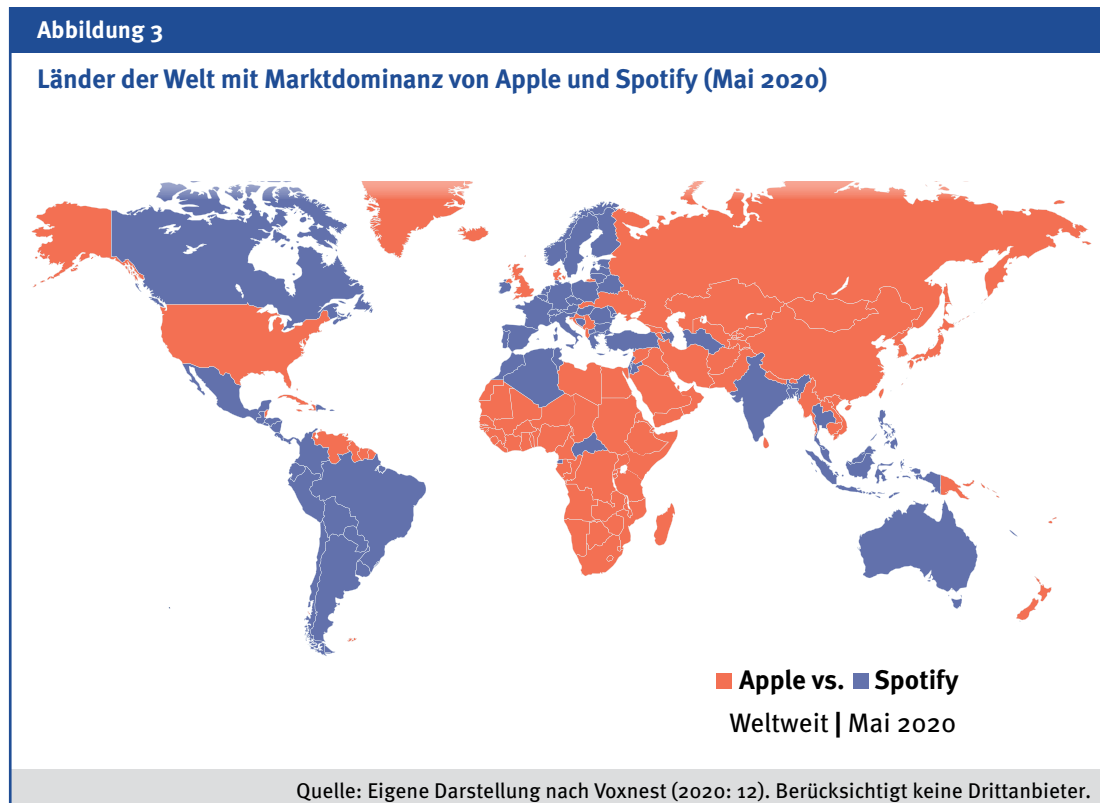 Abbildung 3
Länder der Welt mit Marktdominanz von Apple und Spotify (Mai 2020)
Apple vs. Spotify
Weltweit | Mai 2020
Quelle: Eigene Darstellung nach Voxnest (2020: 12). Berücksichtigt keine Drittanbieter.